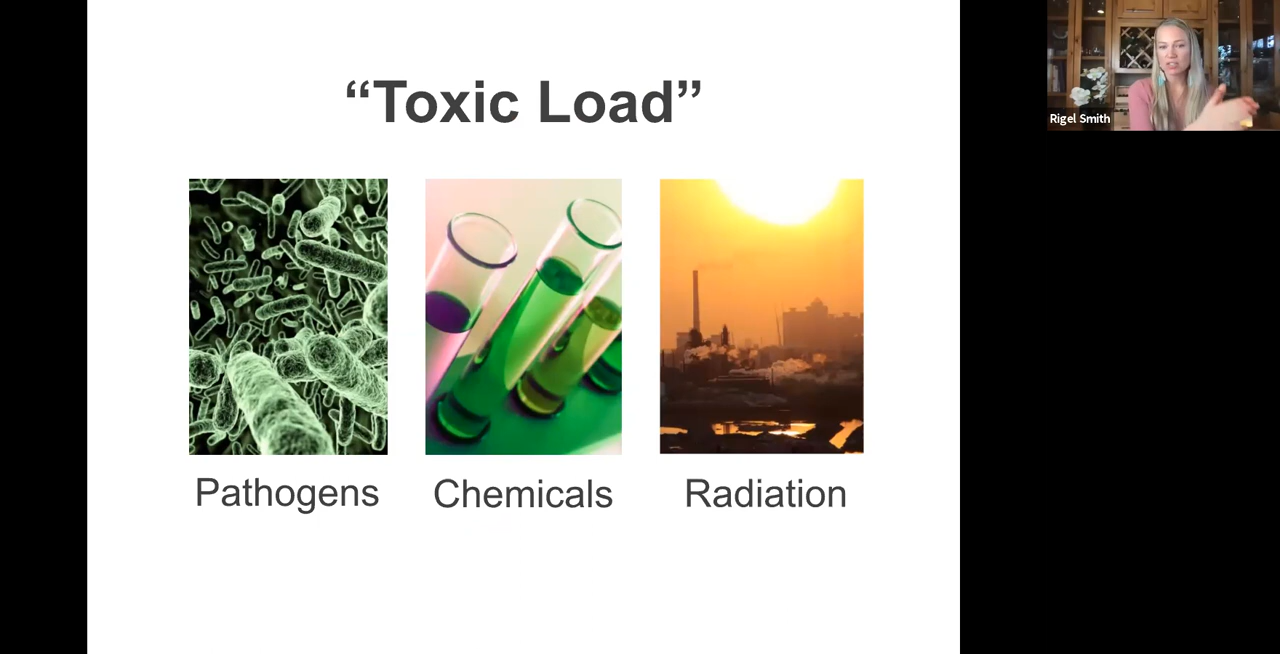 “Toxic Load”
Rigel Smith
Pathogens
Chemicals
Radiation